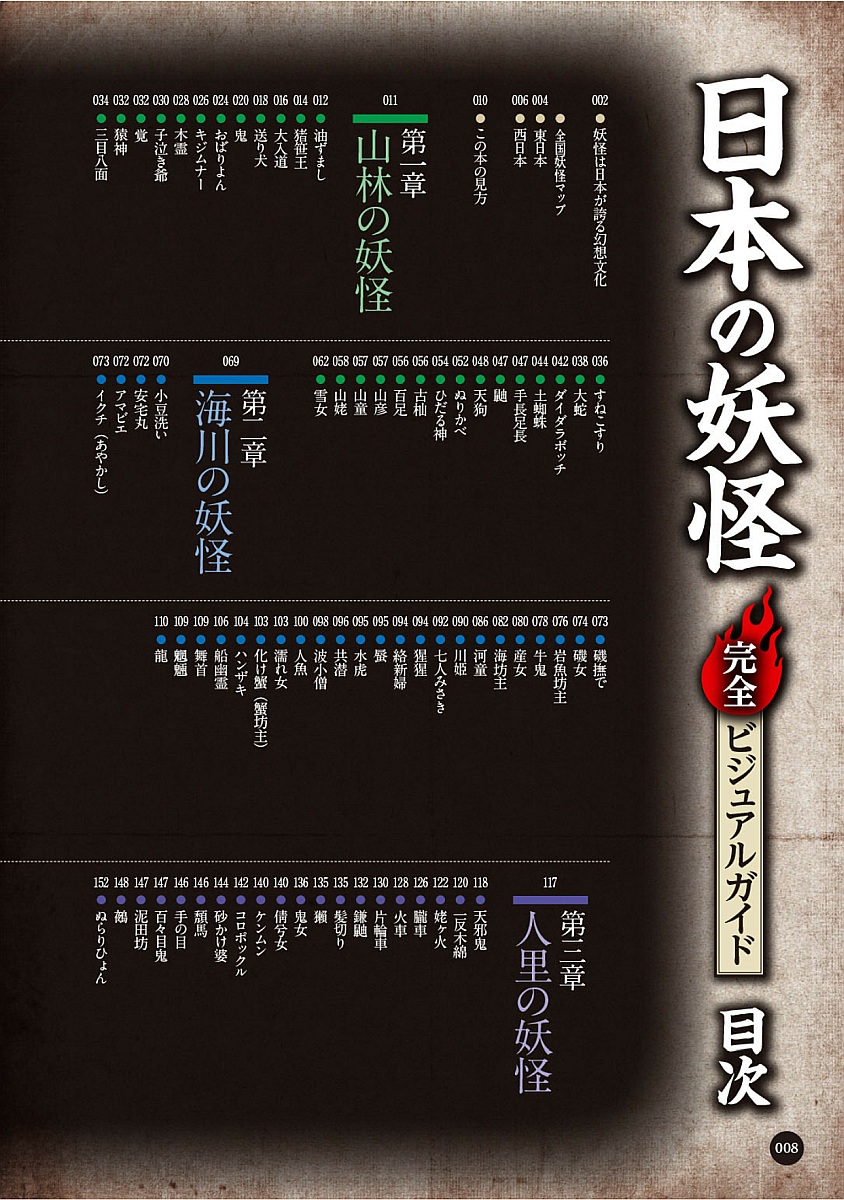 日本の妖怪
完全
ビジュアルガイド
目次
002 妖怪は日本が誇る幻想文化
全国妖怪マップ
004 東日本
006 西日本
010 この本の見方
011 第一章
山林の妖怪
012 油すまし
014 猪笹王
016 大入道
018 送り犬
020 鬼
024 おばりよん
026 キジムナー
028 木霊
030 子泣き爺
032 覚
032 猿神
034 三目八面
036 すねこすり
038 大蛇
042 ダイダラボッチ
044 土蜘蛛
047 手長足長
047 鼬
048 天狗
052 ぬりかべ
054 ひだる神
056 古杣
056 百足
057 山彦
057 山童
058 山姥
062 雪女
069 第二章
海川の妖怪
070 小豆洗い
072 安宅丸
072 アマビエ
073 イクチ（あやかし）
073 磯撫で
074 磯女
076 岩魚坊主
078 牛鬼
080 産女
082 海坊主
086 河童
090 川姫
092 七人みさき
094 猩猩
094 絡新婦
095 蜃
095 水虎
096 共潜
098 波小僧
100 人魚
103 濡れ女
103 化け蟹（蟹坊主）
104 ハンザキ
106 船幽霊
109 舞首
109 魍魎
110 龍
117 第三章
人里の妖怪
118 天邪鬼
120 一反木綿
122 姥ヶ火
126 朧車
128 火車
130 片輪車
132 鎌鼬
135 髪切り
135 獺
136 鬼女
140 倩兮女
140 ケンムン
142 コロボックル
144 砂かけ婆
146 頽馬
146 手の目
147 百々目鬼
147 泥田坊
148 鵺
152 ぬらりひょん
008